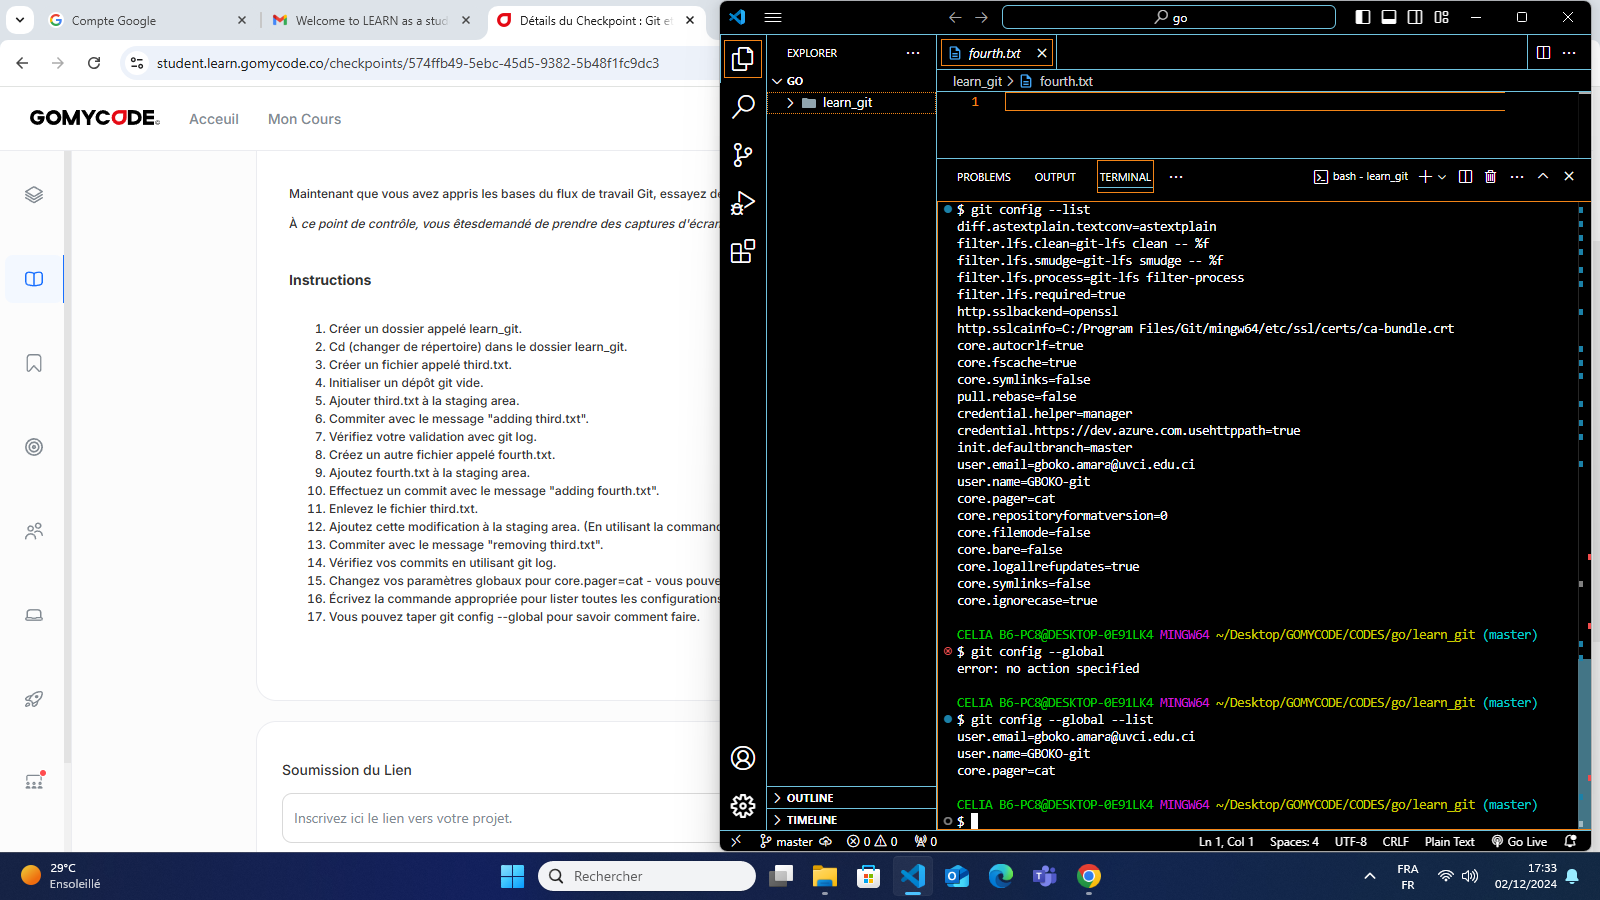 Compte Google
Welcome to LEARN as a stud
Détails du Checkpoint : Git et
student.learn.gomycode.co/checkpoints/574ffb49-5ebc-45d5-9382-5b48f1fc9dc3
GOMYCODE
Acceuil
Mon Cours
Maintenant que vous avez appris les bases du flux de travail Git, essayez de
À ce point de contrôle, vous êtesdemandé de prendre des captures d'écran
Instructions
1. Créer un dossier appelé learn_git.
2. Cd (changer de répertoire) dans le dossier learn_git.
3. Créer un fichier appelé third.txt.
4. Initialiser un dépôt git vide.
5. Ajouter third.txt à la staging area.
6. Commiter avec le message "adding third.txt".
7. Vérifiez votre validation avec git log.
8. Créez un autre fichier appelé fourth.txt.
9. Ajoutez fourth.txt à la staging area.
10. Effectuez un commit avec le message "adding fourth.txt".
11. Enlevez le fichier third.txt.
12. Ajoutez cette modification à la staging area. (En utilisant la command
13. Commiter avec le message "removing third.txt".
14. Vérifiez vos commits en utilisant git log.
15. Changez vos paramètres globaux pour core.pager=cat - vous pouve
16. Écrivez la commande appropriée pour lister toutes les configurations
17. Vous pouvez taper git config --global pour savoir comment faire.
Soumission du Lien
Inscrivez ici le lien vers votre projet.
go
EXPLORER
GO
learn_git
OUTLINE
TIMELINE
fourth.txt
learn_git > fourth.txt
1
PROBLEMS
OUTPUT
TERMINAL
bash - learn_git
$ git config --list
diff.astextplain.textconv=astextplain
filter.lfs.clean=git-lfs clean -- %f
filter.lfs.smudge=git-lfs smudge -- %f
filter.lfs.process=git-lfs filter-process
filter.lfs.required=true
http.sslbackend=openssl
http.sslcainfo=C:/Program Files/Git/mingw64/etc/ssl/certs/ca-bundle.crt
core.autocrlf=true
core.fscache=true
core.symlinks=false
pull.rebase=false
credential.helper=manager
credential.https://dev.azure.com.usehttppath=true
init.defaultbranch=master
user.email=gboko.amara@uvci.edu.ci
user.name=GBOKO-git
core.pager=cat
core.repositoryformatversion=0
core.filemode=false
core.bare=false
core.logallrefupdates=true
core.symlinks=false
core.ignorecase=true
CELIA B6-PC8@DESKTOP-0E91LK4 MINGW64 ~/Desktop/GOMYCODE/CODES/go/learn_git (master)
$ git config --global
error: no action specified
CELIA B6-PC8@DESKTOP-0E91LK4 MINGW64 ~/Desktop/GOMYCODE/CODES/go/learn_git (master)
$ git config --global --list
user.email=gboko.amara@uvci.edu.ci
user.name=GBOKO-git
core.pager=cat
CELIA B6-PC8@DESKTOP-0E91LK4 MINGW64 ~/Desktop/GOMYCODE/CODES/go/learn_git (master)
$
master
0 0
0
Ln 1, Col 1
Spaces: 4
UTF-8
CRLF
Plain Text
Go Live
29°C
Ensoleillé
Rechercher
FRA
FR
17:33
02/12/2024